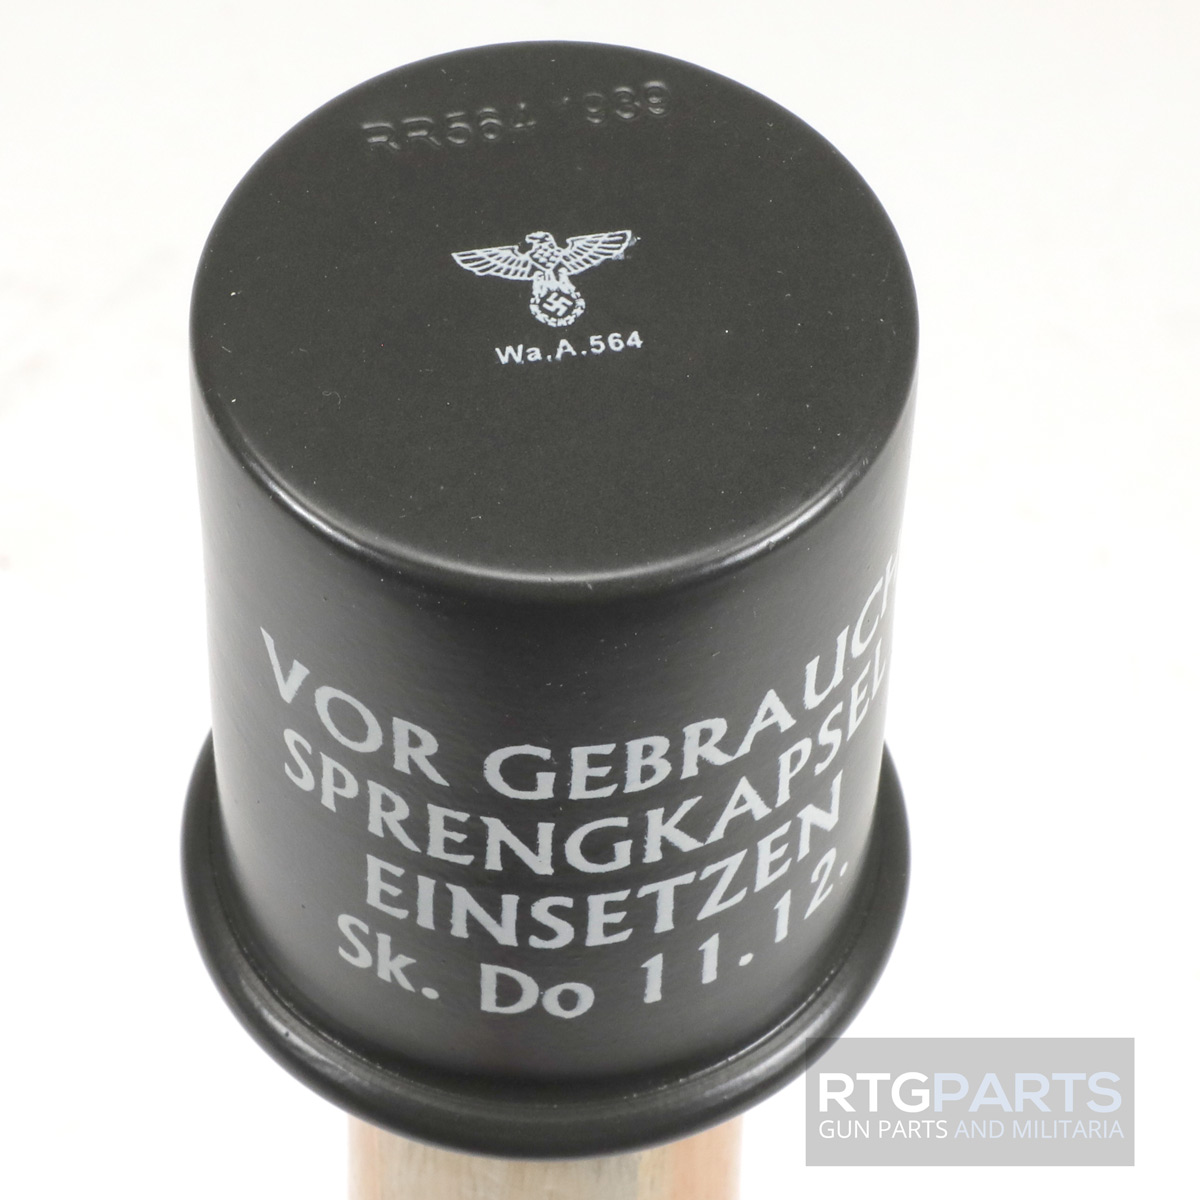 RR564 1939
Wa.A.564
VOR GEBRAUCH
SPRENGKAPSEL
EINSETZEN
Sk. Do 11.12.
RTGPARTS
GUN PARTS AND MILITARIA